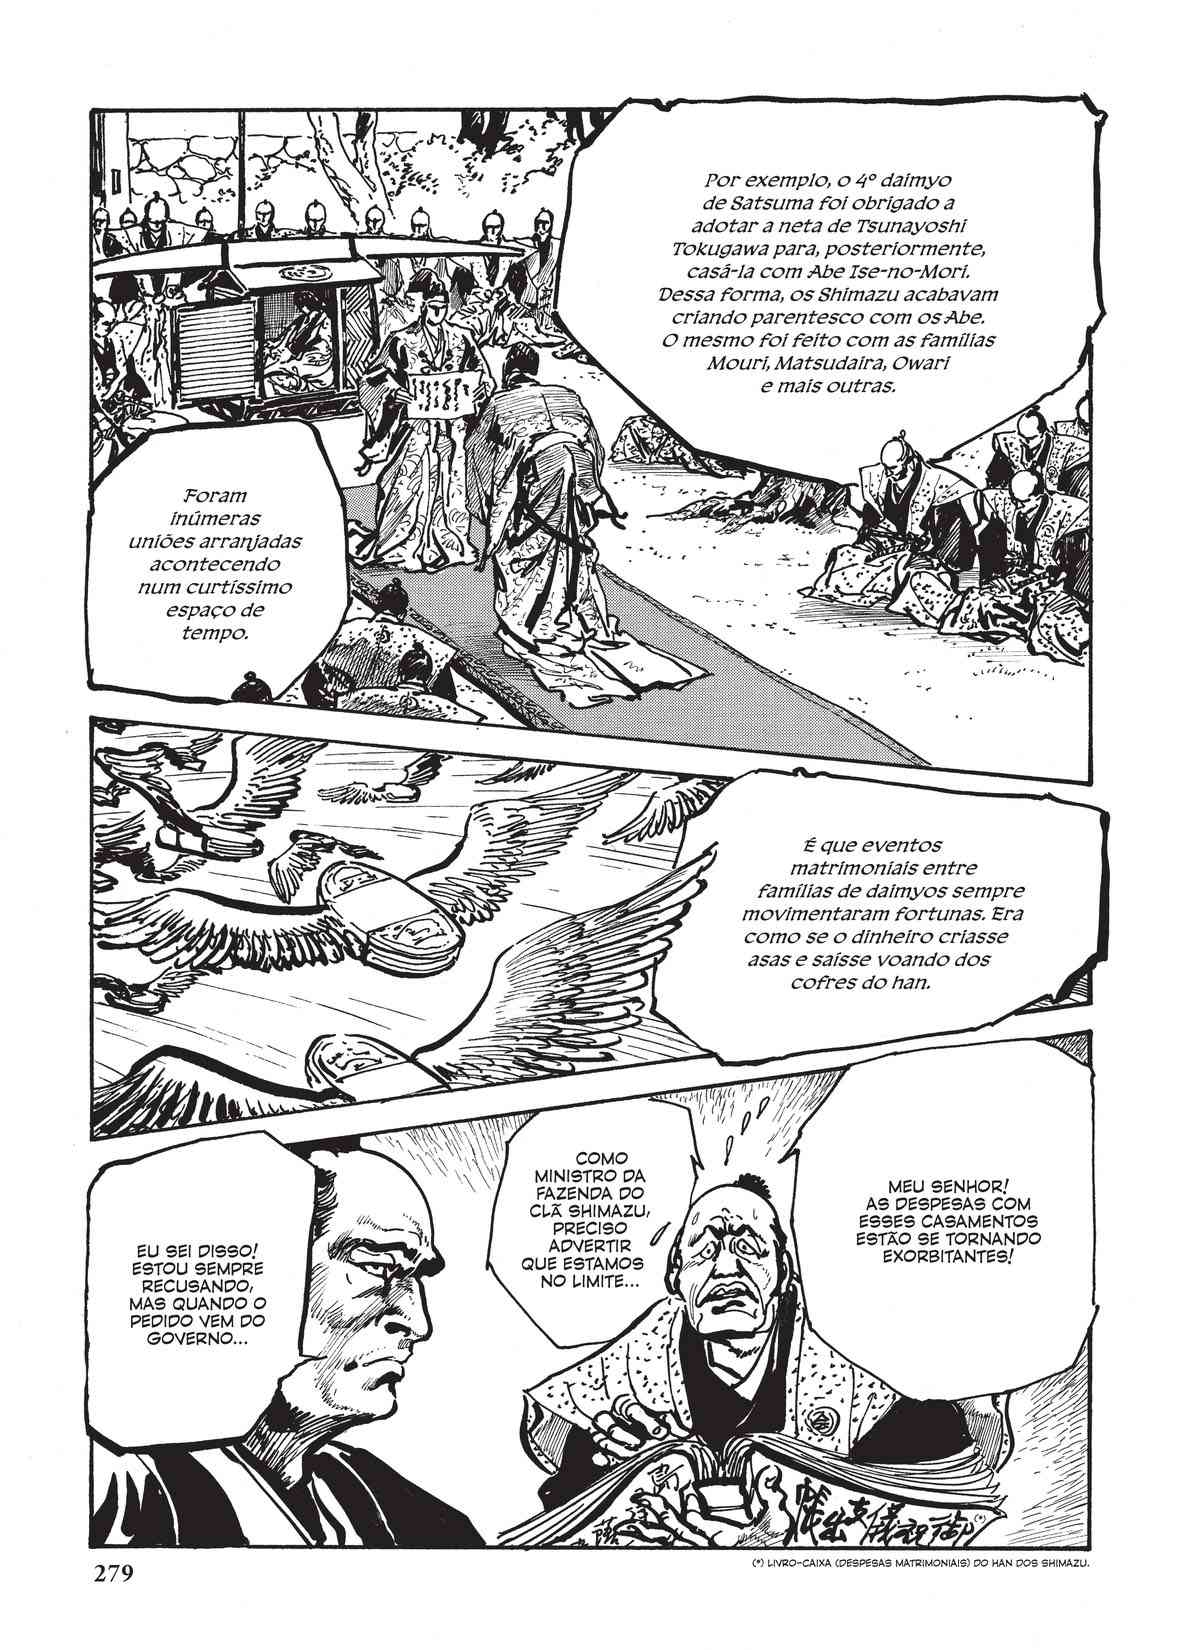 Por exemplo, o 4º daimyo
de Satsuma foi obrigado a
adotar a neta de Tsunayoshi
Tokugawa para, posteriormente,
casá-la com Abe Ise-no-Mori.
Dessa forma, os Shimazu acabavam
criando parentesco com os Abe.
O mesmo foi feito com as famílias
Mouri, Matsudaira, Owari
e mais outras.
Foram
inúmeras
uniões arranjadas
acontecendo
num curtíssimo
espaço de
tempo.
É que eventos
matrimoniais entre
famílias de daimyos sempre
movimentaram fortunas. Era
como se o dinheiro criasse
asas e saísse voando dos
cofres do han.
MEU SENHOR!
AS DESPESAS COM
ESSES CASAMENTOS
ESTÃO SE TORNANDO
EXORBITANTES!
COMO
MINISTRO DA
FAZENDA DO
CLÃ SHIMAZU,
PRECISO
ADVERTIR
QUE ESTAMOS
NO LIMITE...
EU SEI DISSO!
ESTOU SEMPRE
RECUSANDO,
MAS QUANDO O
PEDIDO VEM DO
GOVERNO...
(*)
(*) LIVRO-CAIXA (DESPESAS MATRIMONIAIS) DO HAN DOS SHIMAZU.
279